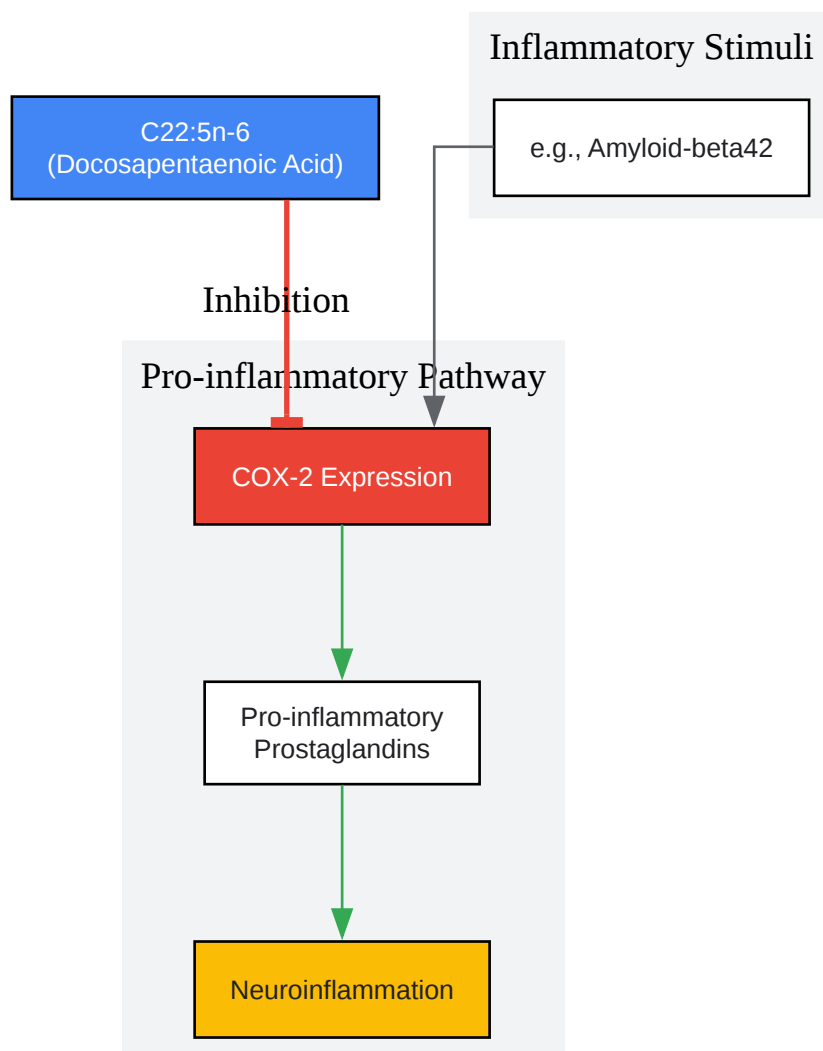 Inflammatory Stimuli
C22:5n-6
(Docosapentaenoic Acid)
e.g., Amyloid-beta42
Inhibition
Pro-inflammatory Pathway
COX-2 Expression
Pro-inflammatory
Prostaglandins
Neuroinflammation